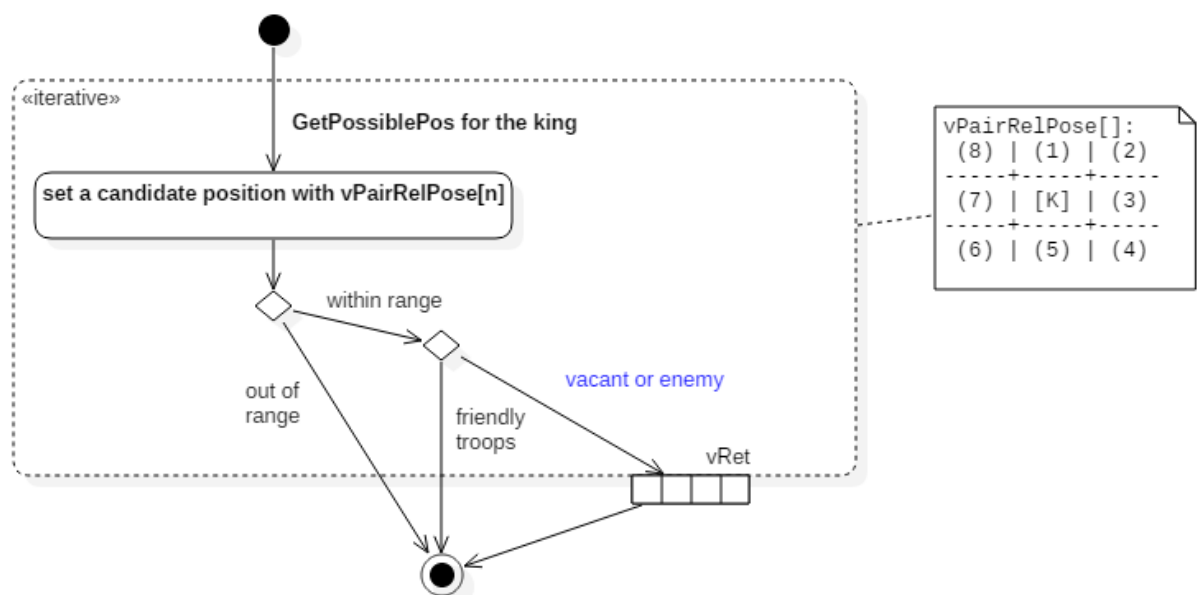 «iterative»
GetPossiblePos for the king
set a candidate position with vPairRelPose[n]
within range
out of
range
friendly
troops
vacant or enemy
vRet
vPairRelPose[]:
(8) | (1) | (2)
-----+-----+-----
(7) | [K] | (3)
-----+-----+-----
(6) | (5) | (4)